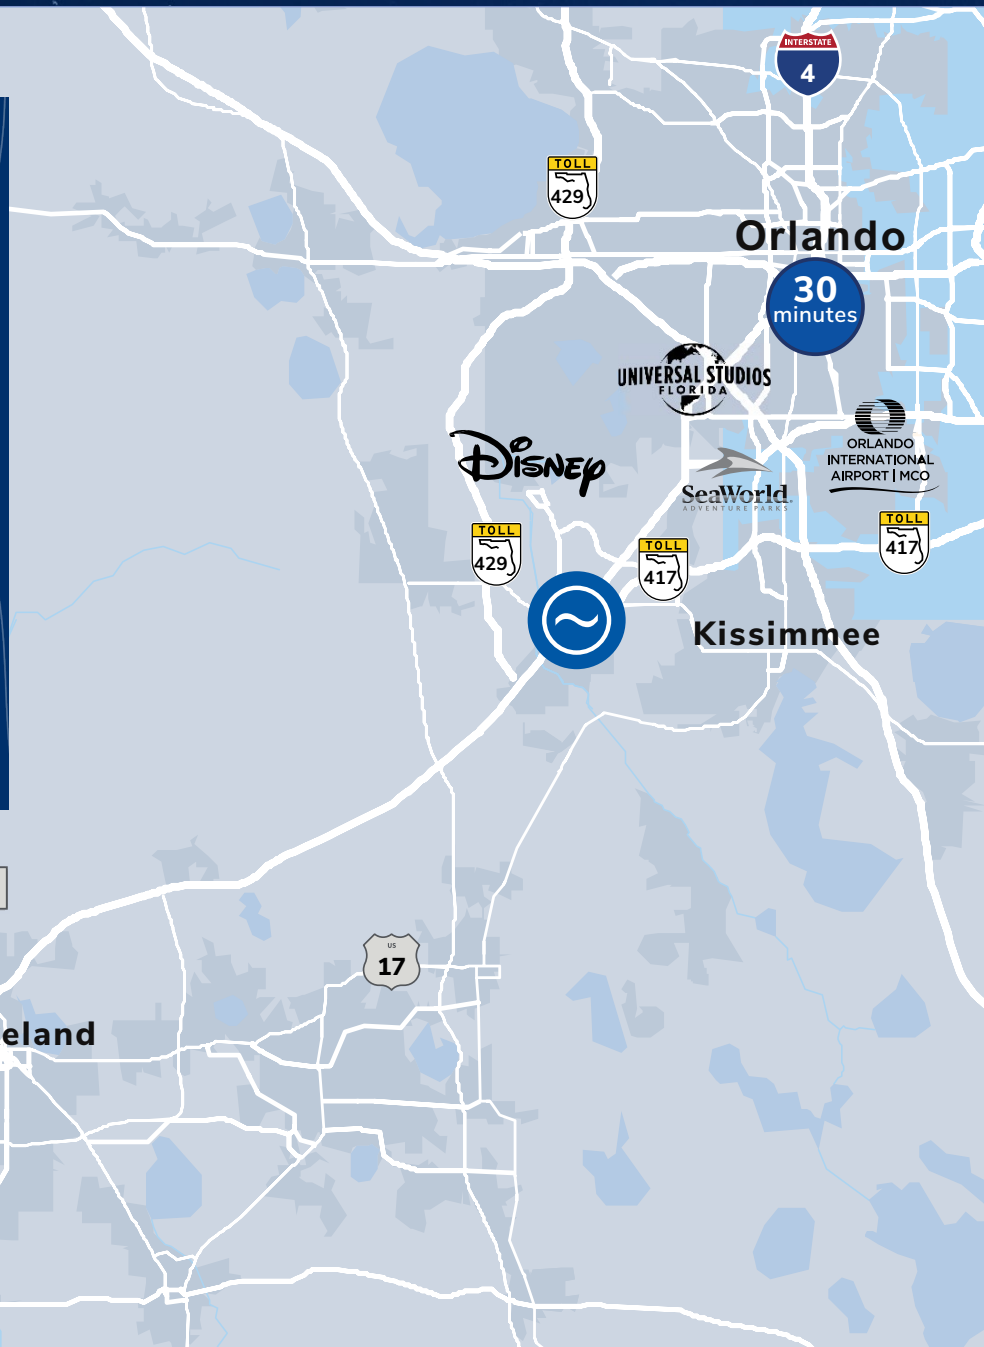 INTERSTATE
4
TOLL
429
Orlando
30
minutes
UNIVERSAL STUDIOS
FLORIDA
Disney
ORLANDO
INTERNATIONAL
AIRPORT | MCO
SeaWorld.
ADVENTURE PARKS
TOLL
417
TOLL
429
TOLL
417
Kissimmee
US
17
eland